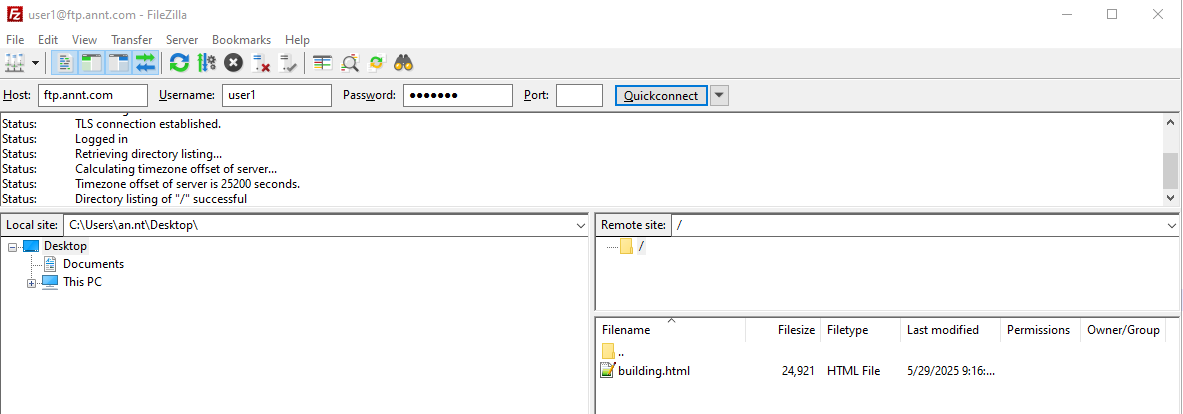 user1@ftp.annt.com - FileZilla
File Edit View Transfer Server Bookmarks Help
Host: ftp.annt.com Username: user1 Password: ●●●●●●● Port: Quickconnect
Status: TLS connection established.
Status: Logged in
Status: Retrieving directory listing...
Status: Calculating timezone offset of server...
Status: Timezone offset of server is 25200 seconds.
Status: Directory listing of "/" successful
Local site: C:\Users\an.nt\Desktop\
Desktop
Documents
This PC
Remote site: /
/
Filename Filesize Filetype Last modified Permissions Owner/Group
..
building.html 24,921 HTML File 5/29/2025 9:16:...